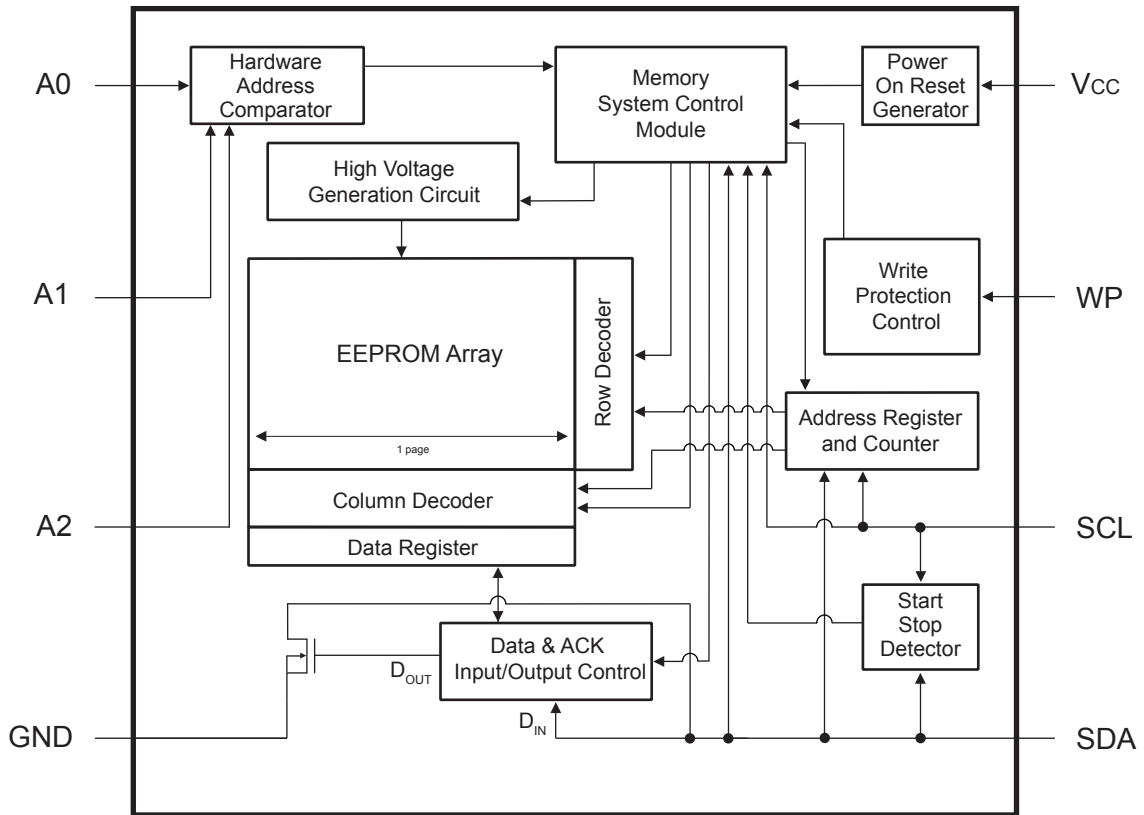 A0
Hardware
Address
Comparator
Memory
System Control
Module
Power
On Reset
Generator
VCC
High Voltage
Generation Circuit
A1
EEPROM Array
1 page
Row Decoder
Write
Protection
Control
WP
Address Register
and Counter
A2
Column Decoder
Data Register
SCL
Start
Stop
Detector
Data & ACK
Input/Output Control
DOUT
DIN
GND
SDA